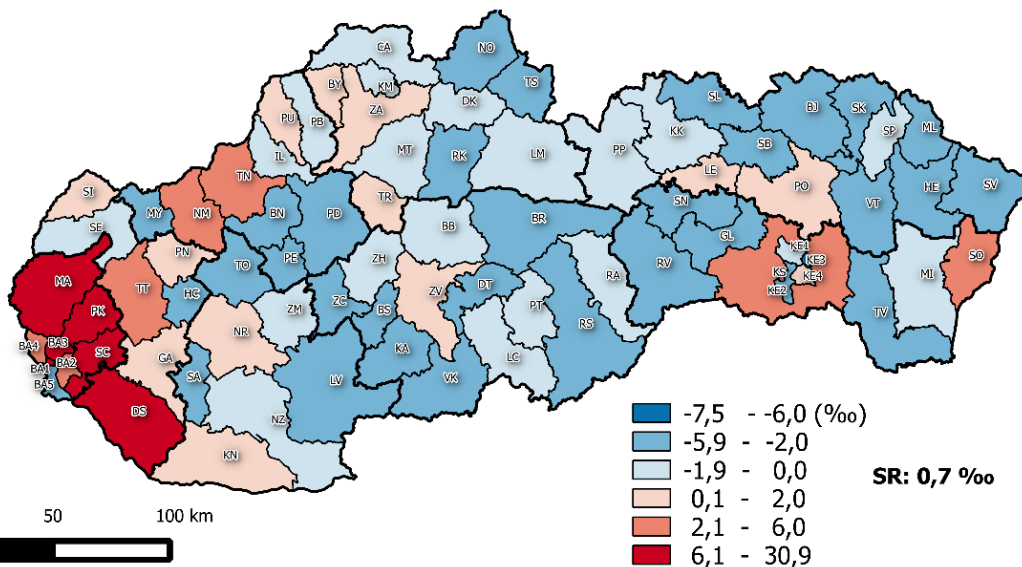 CA
NO
BY
KM
TS
PU
PB
ZA
DK
SL
BJ
SK
SP
ML
IL
MT
RK
LM
PP
KK
SB
TN
LE
PO
SI
MY
NM
BN
PD
TR
VT
HE
SV
SE
BB
BR
SN
PN
TO
PE
ZH
GL
KE1
SO
MA
TT
HC
ZC
BS
ZV
DT
RA
RV
KS
KE3
KE4
KE2
MI
PK
ZM
PT
TV
BA4
BA3
SC
NR
KA
RS
BA1
BA2
GA
SA
LV
VK
LC
BA5
DS
NZ
KN
-7,5 - -6,0 (‰)
-5,9 - -2,0
-1,9 - 0,0
0,1 - 2,0
2,1 - 6,0
6,1 - 30,9
SR: 0,7 ‰
50 100 km